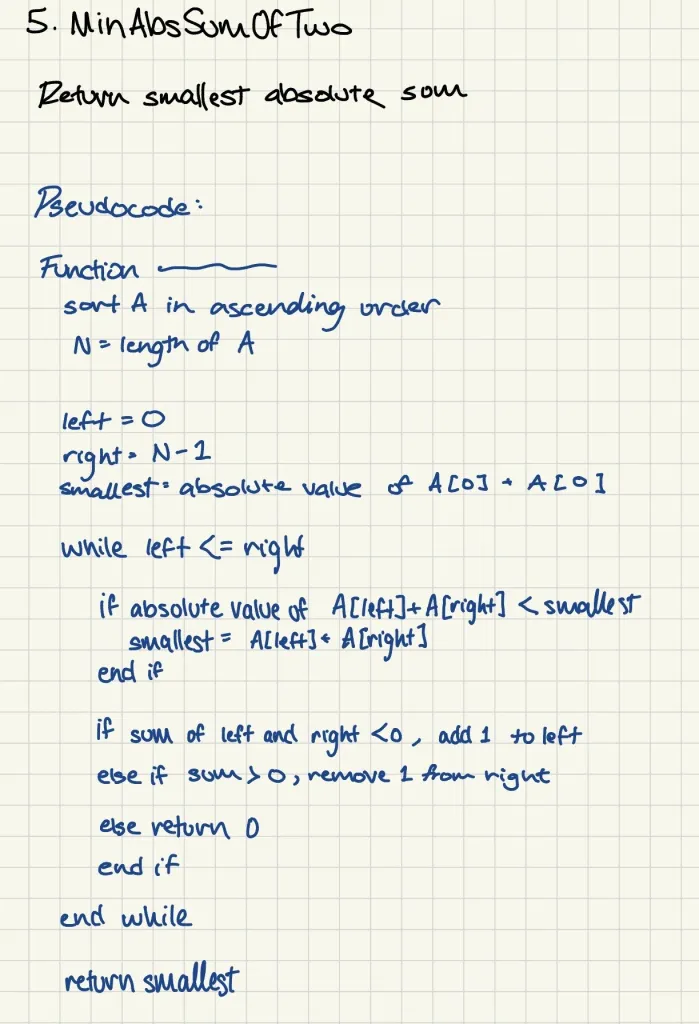 5. MinAbsSumOfTwo
Return smallest absolute sum
Pseudocode:
Function
sort A in ascending order
N = length of A
left = 0
right = N-1
smallest = absolute value of A[0] + A[0]
while left <= right
if absolute value of A[left]+A[right] < smallest
smallest = A[left] + A[right]
end if
if sum of left and right <0, add 1 to left
else if sum > 0, remove 1 from right
else return 0
end if
end while
return smallest